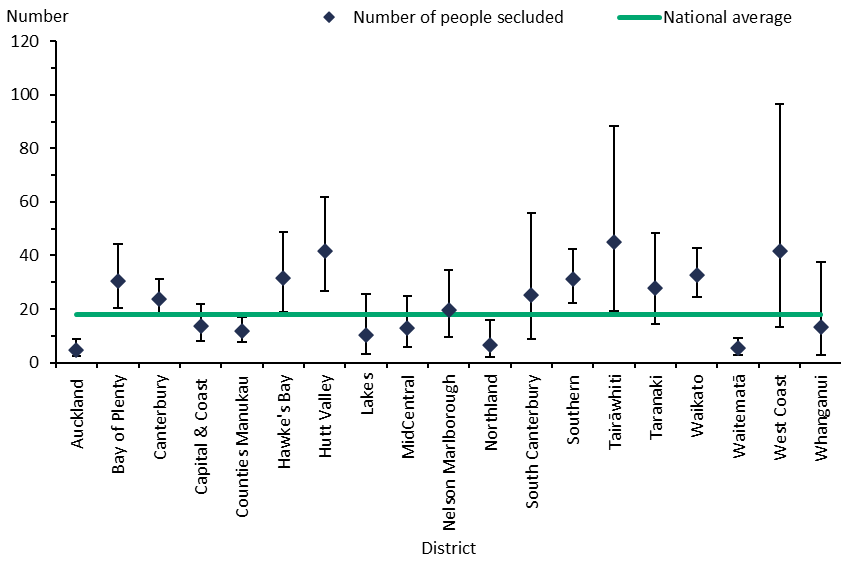 Number
Number of people secluded
National average
120
100
80
60
40
20
0
Auckland
Bay of Plenty
Canterbury
Capital & Coast
Counties Manukau
Hawke's Bay
Hutt Valley
Lakes
MidCentral
Nelson Marlborough
Northland
South Canterbury
Southern
Tairāwhiti
Taranaki
Waikato
Waitematā
West Coast
Whanganui
District